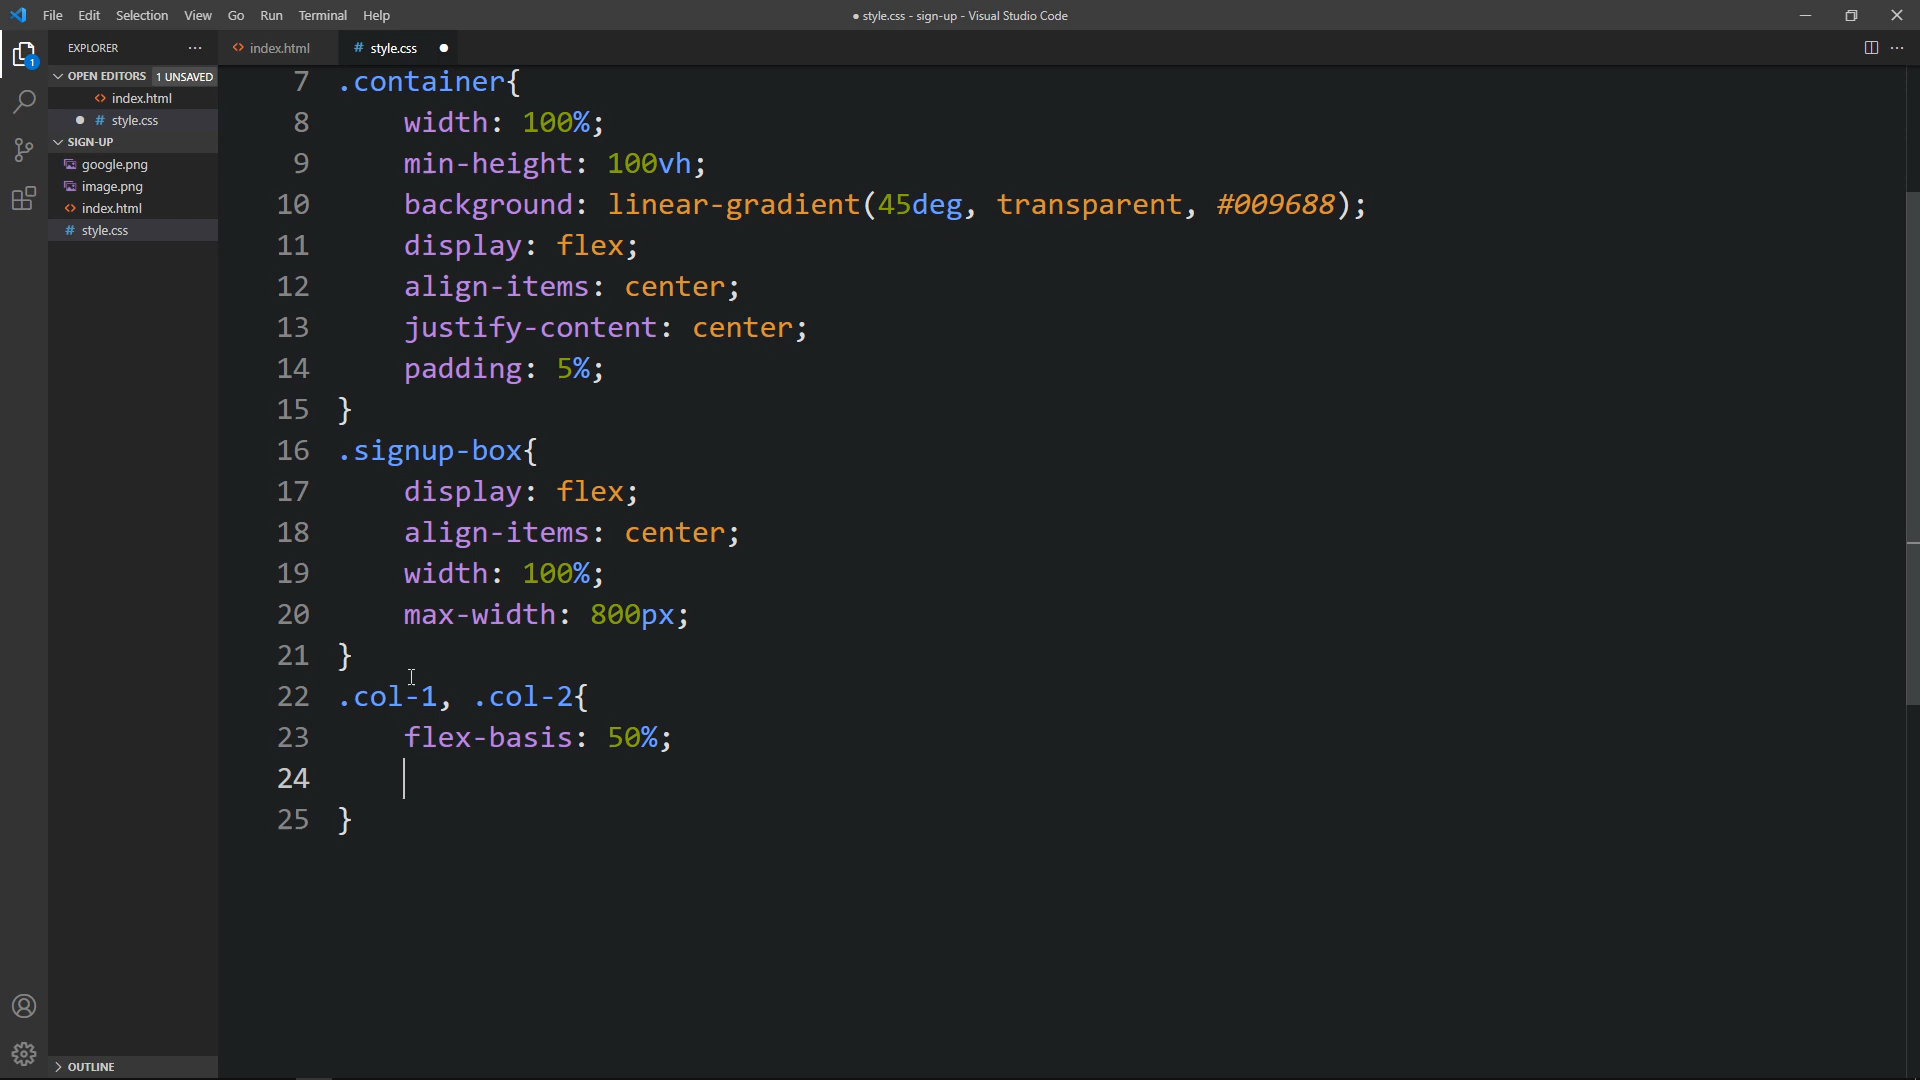 File Edit Selection View Go Run Terminal Help
● style.css - sign-up - Visual Studio Code
EXPLORER ···
<> index.html
# style.css ●
OPEN EDITORS 1 UNSAVED
<> index.html
● # style.css
SIGN-UP
google.png
image.png
<> index.html
# style.css
OUTLINE
1
7 .container{
8     width: 100%;
9     min-height: 100vh;
10     background: linear-gradient(45deg, transparent, #009688);
11     display: flex;
12     align-items: center;
13     justify-content: center;
14     padding: 5%;
15 }
16 .signup-box{
17     display: flex;
18     align-items: center;
19     width: 100%;
20     max-width: 800px;
21 }
22 .col-1, .col-2{
23     flex-basis: 50%;
24
25 }